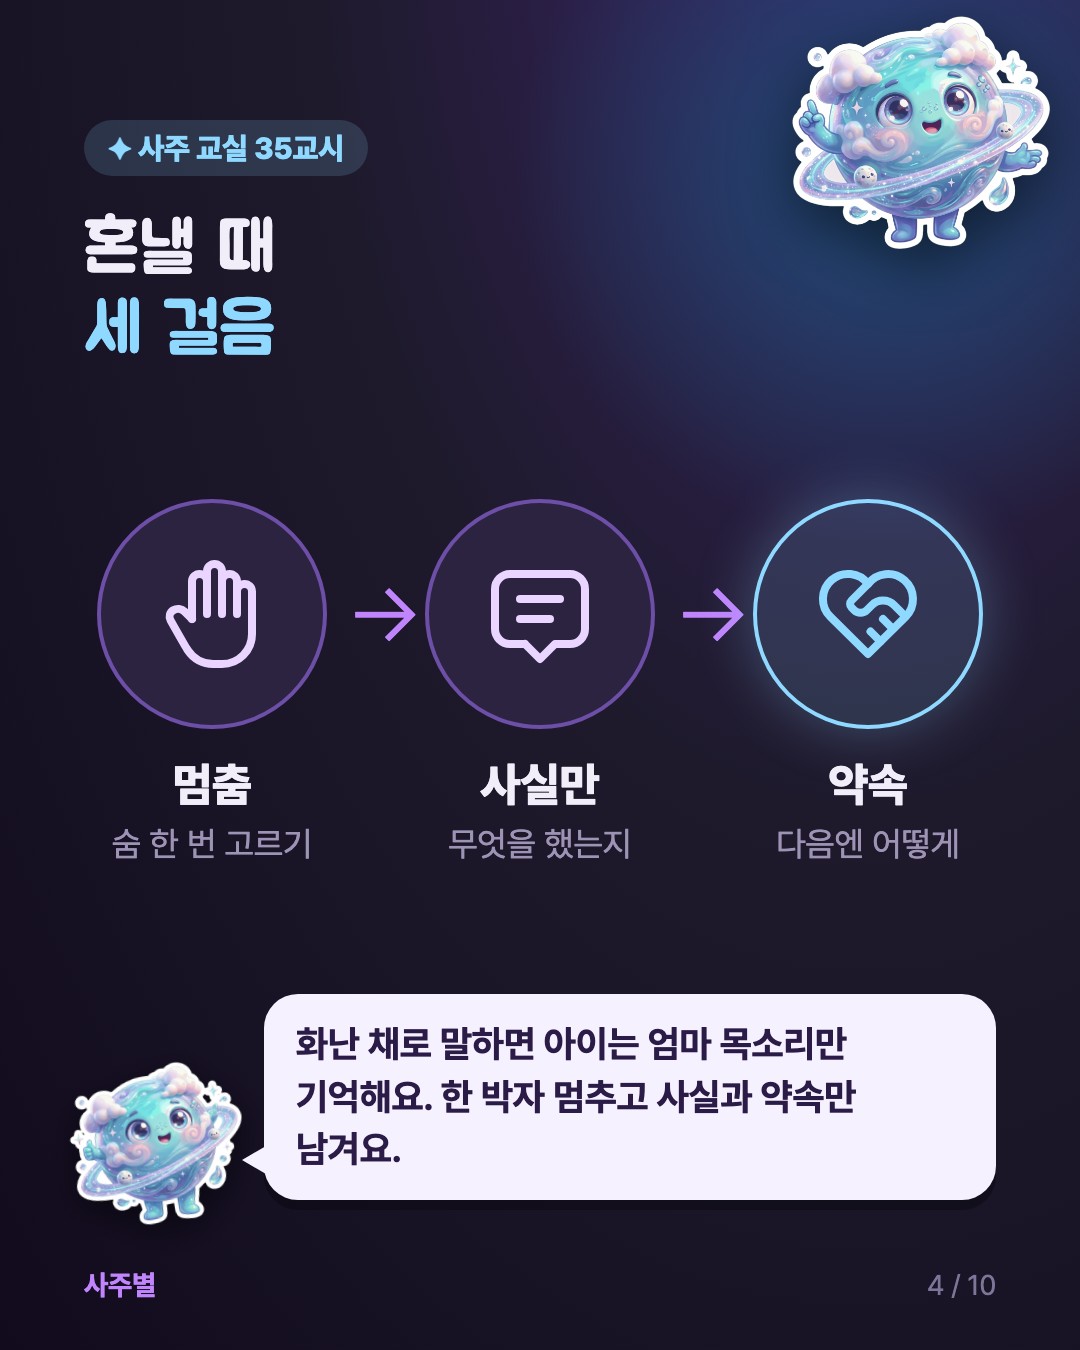 사주 교실 35교시
혼낼 때
세 걸음
멈춤
숨 한 번 고르기
사실만
무엇을 했는지
약속
다음엔 어떻게
화난 채로 말하면 아이는 엄마 목소리만
기억해요. 한 박자 멈추고 사실과 약속만
남겨요.
사주별
4 / 10